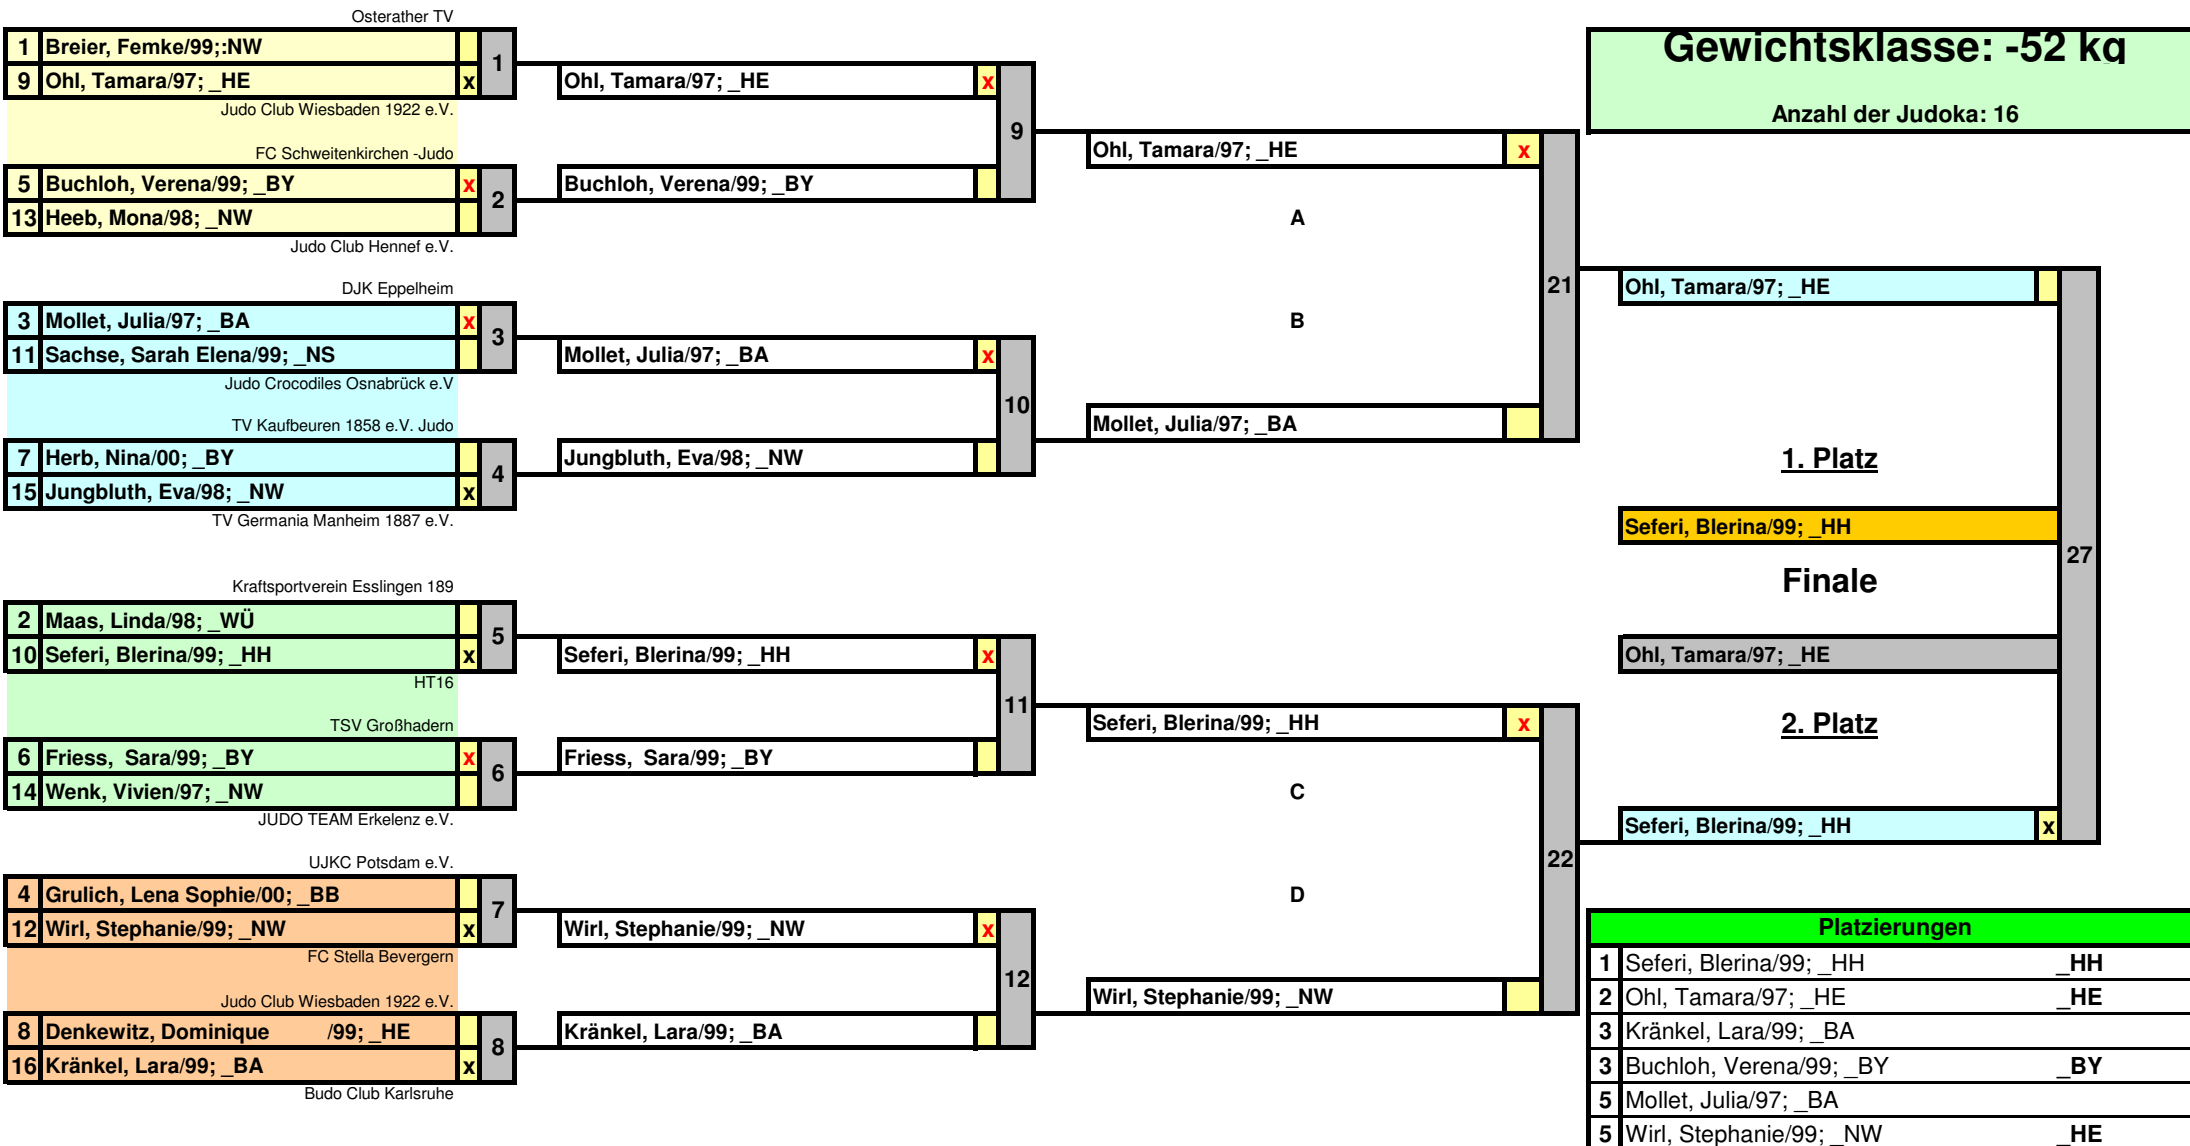 Osterather TV
1 Breier, Femke/99;:NW
9 Ohl, Tamara/97; _HE x
1
Judo Club Wiesbaden 1922 e.V.
FC Schweitenkirchen -Judo
5 Buchloh, Verena/99; _BY x
13 Heeb, Mona/98; _NW
2
Judo Club Hennef e.V.
DJK Eppelheim
3 Mollet, Julia/97; _BA x
11 Sachse, Sarah Elena/99; _NS
3
Judo Crocodiles Osnabrück e.V
TV Kaufbeuren 1858 e.V. Judo
7 Herb, Nina/00; _BY
15 Jungbluth, Eva/98; _NW x
4
TV Germania Manheim 1887 e.V.
Kraftsportverein Esslingen 189
2 Maas, Linda/98; _WÜ
10 Seferi, Blerina/99; _HH x
5
HT16
TSV Großhadern
6 Friess, Sara/99; _BY x
14 Wenk, Vivien/97; _NW
6
JUDO TEAM Erkelenz e.V.
UJKC Potsdam e.V.
4 Grulich, Lena Sophie/00; _BB
12 Wirl, Stephanie/99; _NW x
7
FC Stella Bevergern
Judo Club Wiesbaden 1922 e.V.
8 Denkewitz, Dominique /99; _HE
16 Kränkel, Lara/99; _BA x
8
Budo Club Karlsruhe
Ohl, Tamara/97; _HE x
9
Buchloh, Verena/99; _BY
Mollet, Julia/97; _BA x
10
Jungbluth, Eva/98; _NW
Seferi, Blerina/99; _HH x
11
Friess, Sara/99; _BY
Wirl, Stephanie/99; _NW x
12
Kränkel, Lara/99; _BA
Ohl, Tamara/97; _HE x
A
21
B
Mollet, Julia/97; _BA
Seferi, Blerina/99; _HH x
C
22
D
Wirl, Stephanie/99; _NW
Gewichtsklasse: -52 kg
Anzahl der Judoka: 16
Ohl, Tamara/97; _HE
1. Platz
Seferi, Blerina/99; _HH
27
Finale
Ohl, Tamara/97; _HE
2. Platz
Seferi, Blerina/99; _HH x
Platzierungen
1 Seferi, Blerina/99; _HH _HH
2 Ohl, Tamara/97; _HE _HE
3 Kränkel, Lara/99; _BA
3 Buchloh, Verena/99; _BY _BY
5 Mollet, Julia/97; _BA
5 Wirl, Stephanie/99; _NW _HE